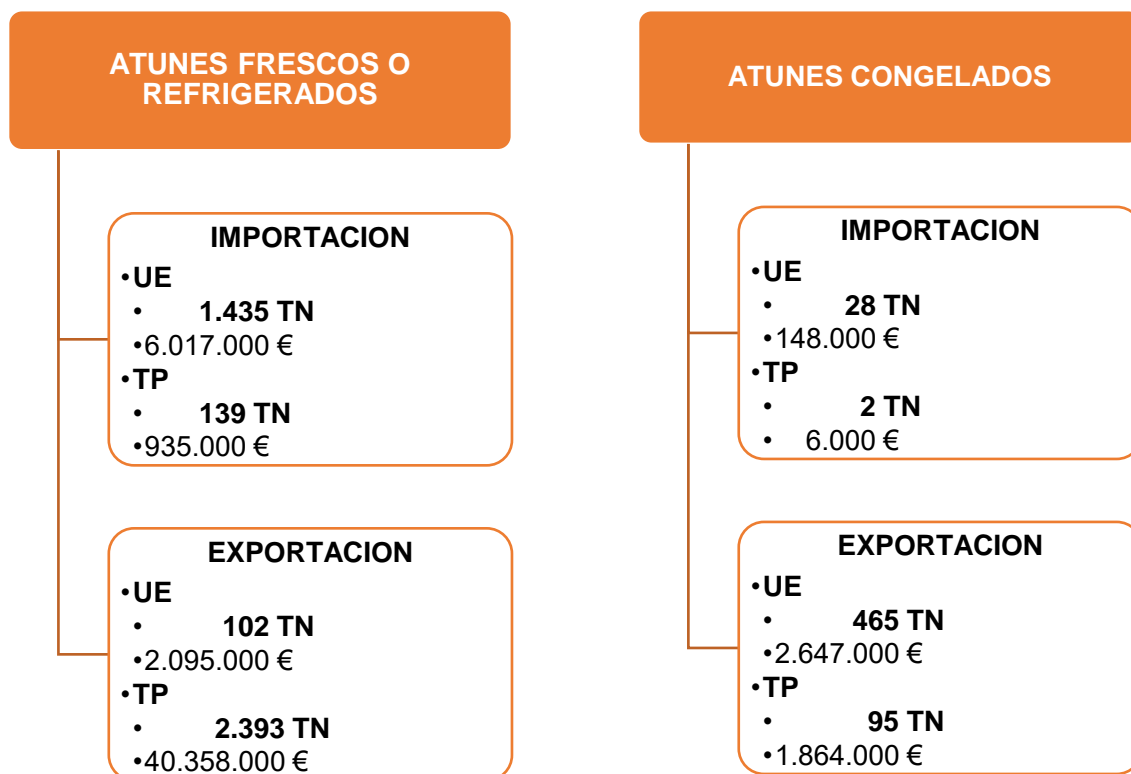 ATUNES FRESCOS O
REFRIGERADOS
IMPORTACION
•UE
• 1.435 TN
•6.017.000 €
•TP
• 139 TN
•935.000 €
EXPORTACION
•UE
• 102 TN
•2.095.000 €
•TP
• 2.393 TN
•40.358.000 €
ATUNES CONGELADOS
IMPORTACION
•UE
• 28 TN
•148.000 €
•TP
• 2 TN
• 6.000 €
EXPORTACION
•UE
• 465 TN
•2.647.000 €
•TP
• 95 TN
•1.864.000 €